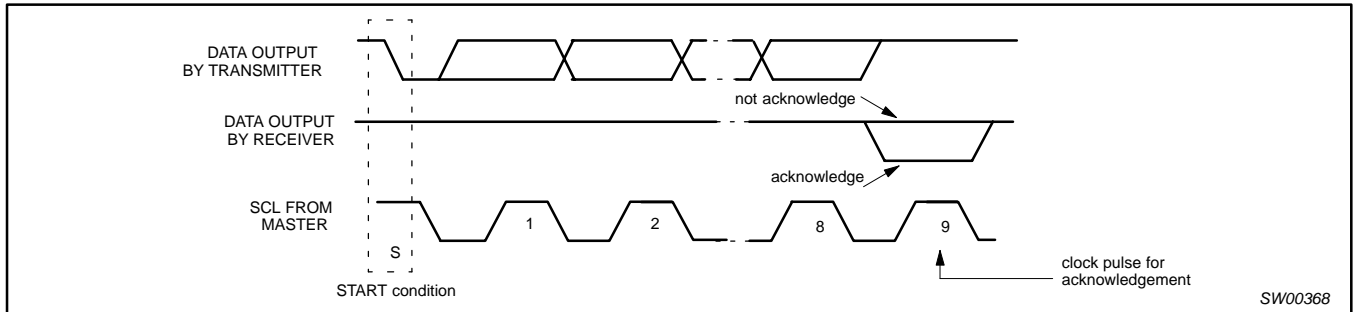 DATA OUTPUT
BY TRANSMITTER
not acknowledge
DATA OUTPUT
BY RECEIVER
acknowledge
SCL FROM
MASTER
1
2
8
9
S
START condition
clock pulse for
acknowledgement
SW00368